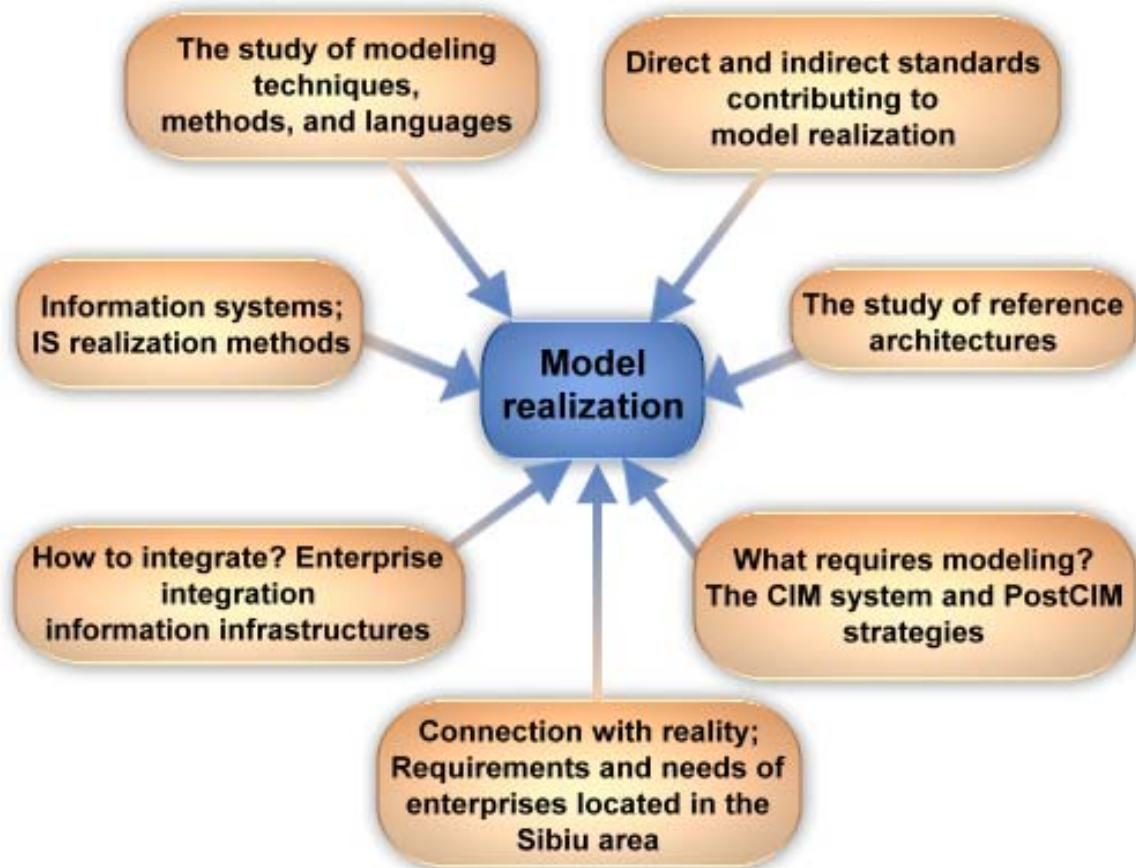 The study of modeling
techniques,
methods, and languages
Direct and indirect standards
contributing to
model realization
Information systems;
IS realization methods
The study of reference
architectures
Model
realization
How to integrate? Enterprise
integration
information infrastructures
What requires modeling?
The CIM system and PostCIM
strategies
Connection with reality;
Requirements and needs of
enterprises located in the
Sibiu area